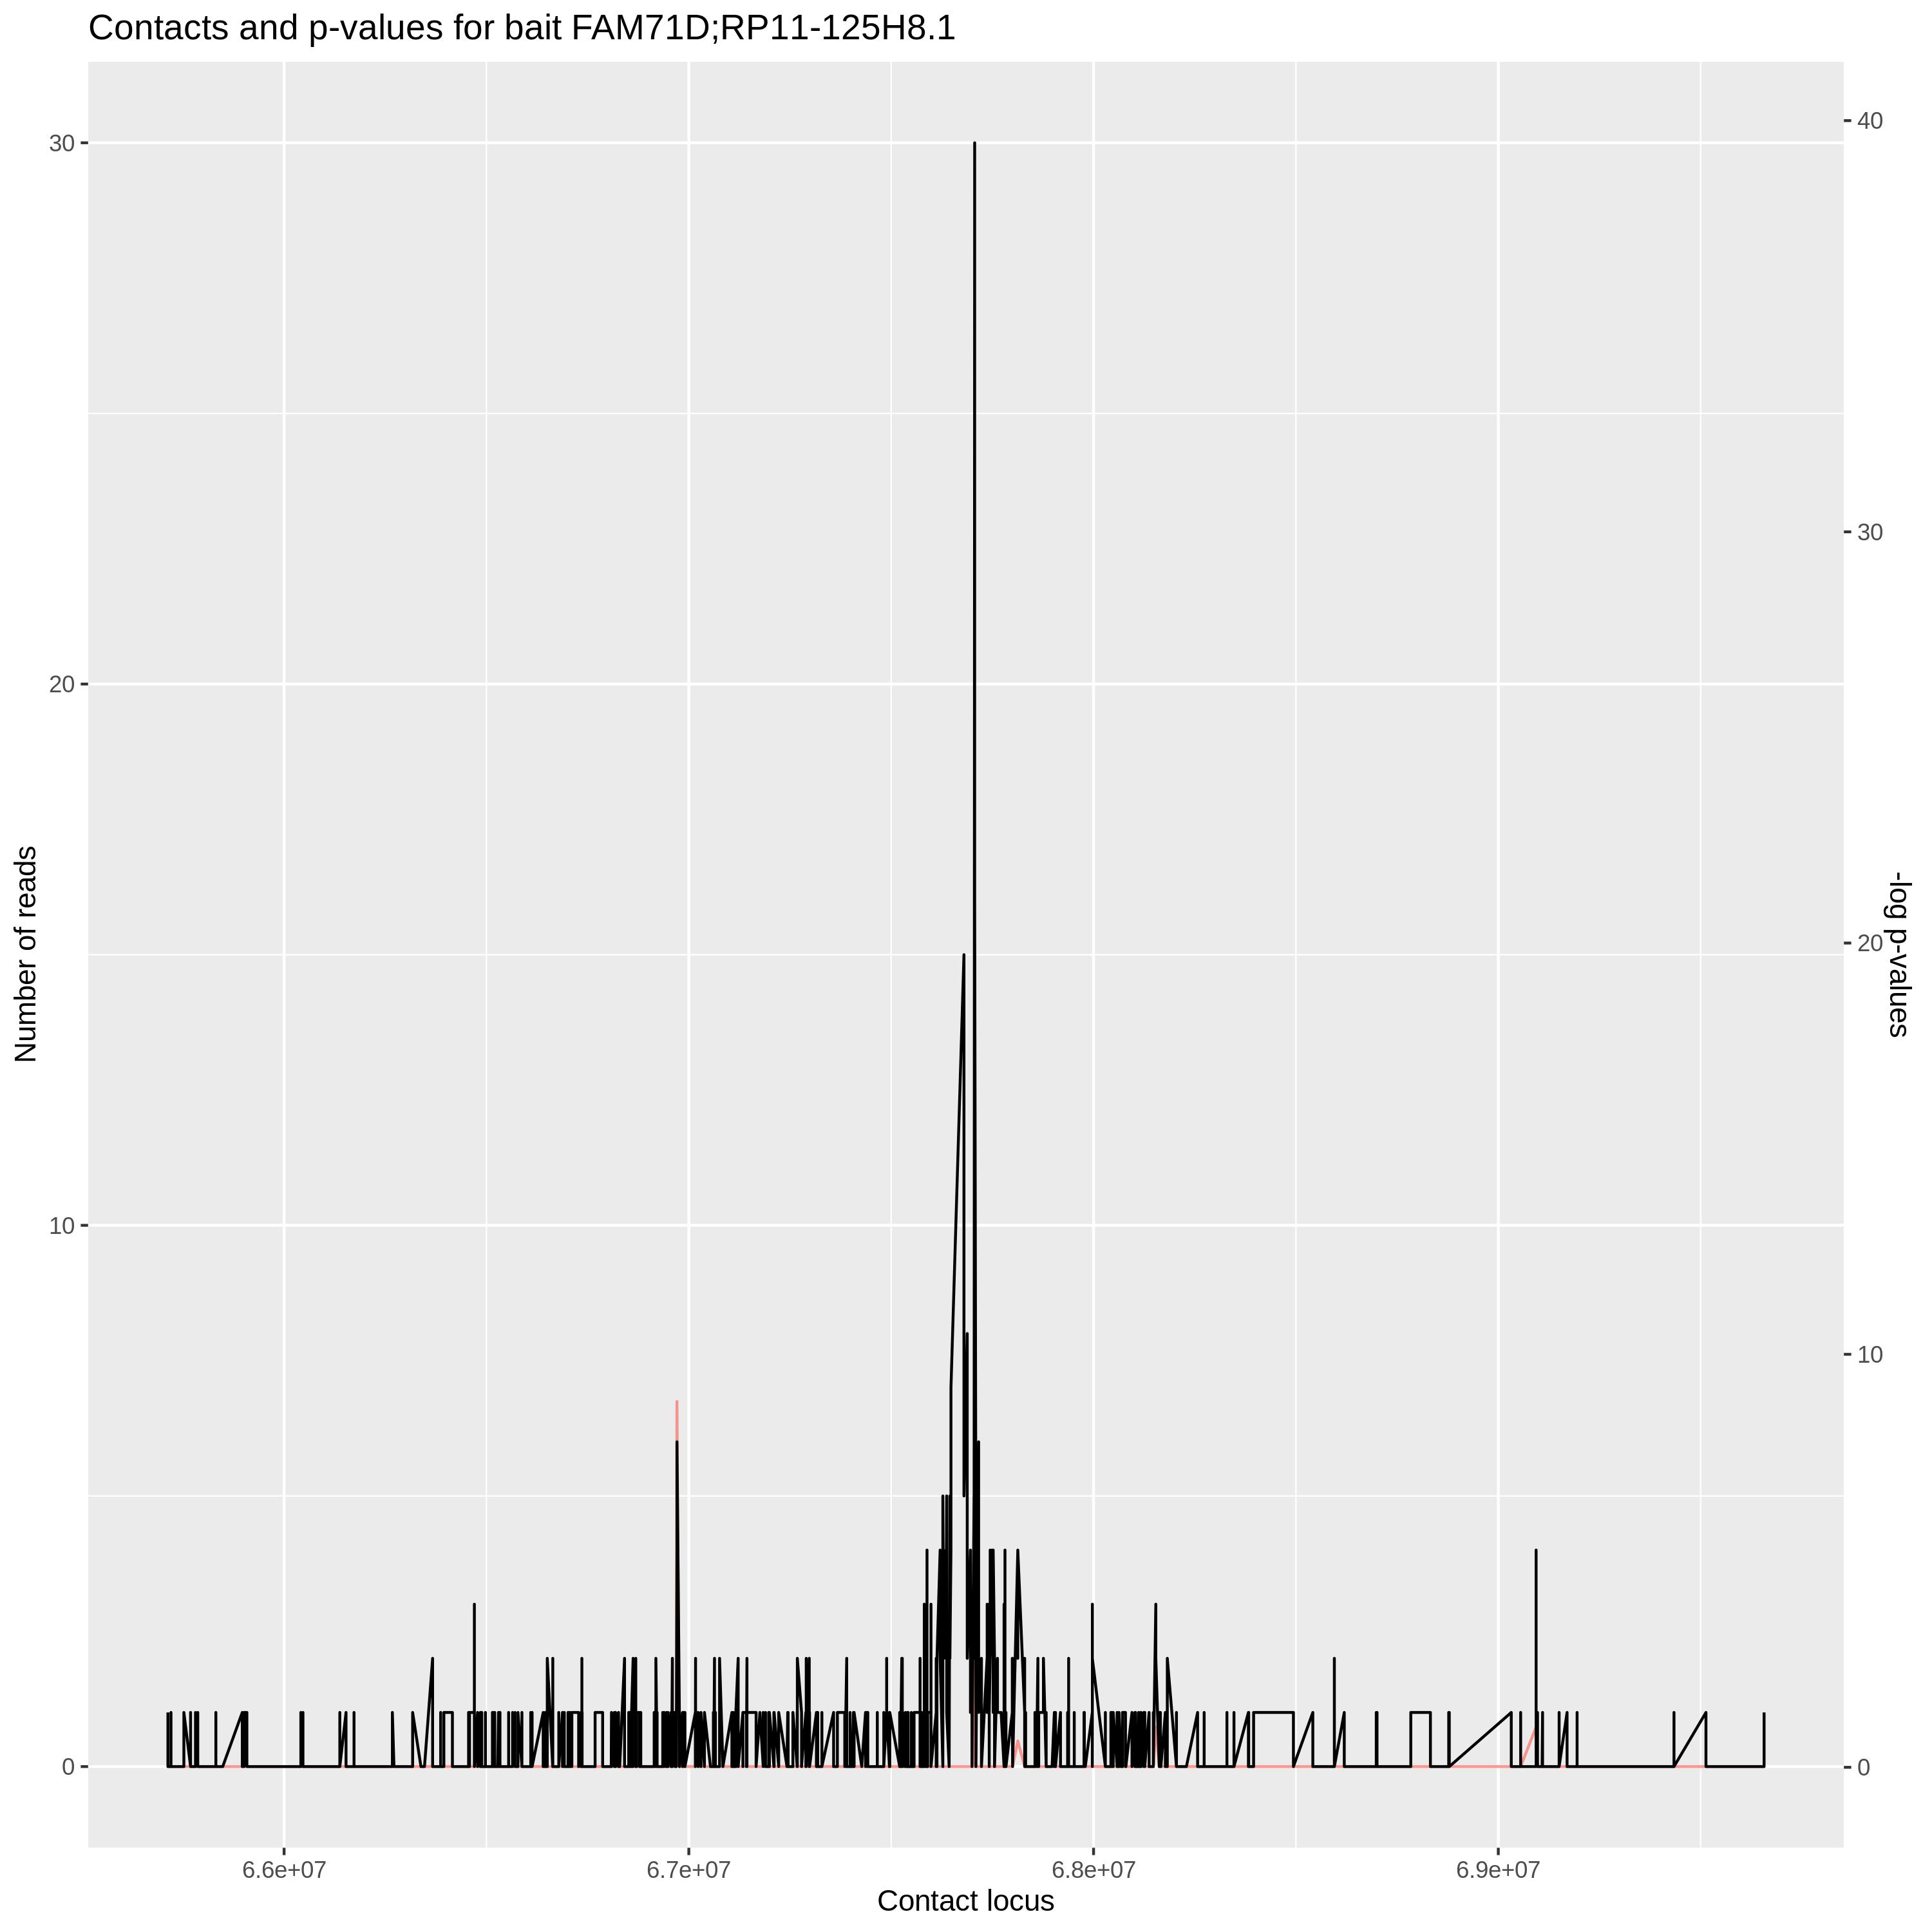 Contacts and p-values for bait FAM71D;RP11-125H8.1
30
20
10
0
Number of reads
40
30
20
10
0
-log p-values
6.6e+07 6.7e+07 6.8e+07 6.9e+07
Contact locus